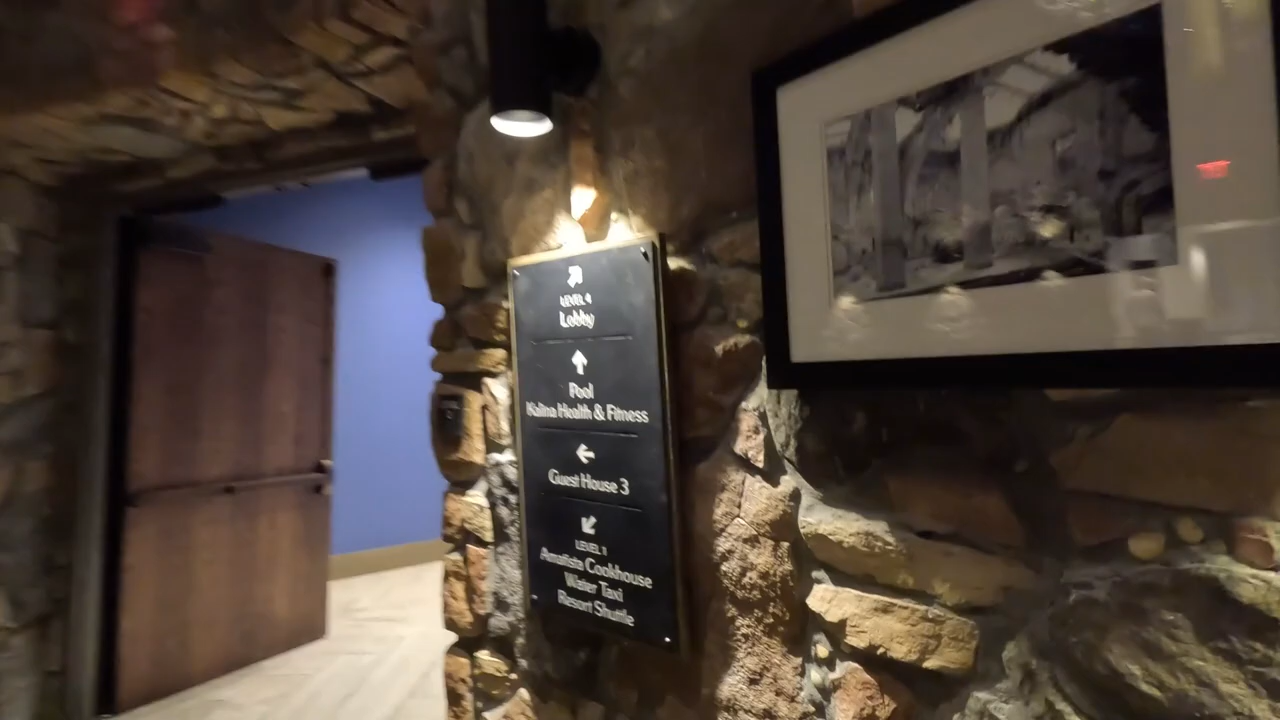 LEVEL 4
Lobby
Pool
Kalina Health & Fitness
Guest House 3
LEVEL 1
Amatista Cookhouse
Water Taxi
Resort Shuttle